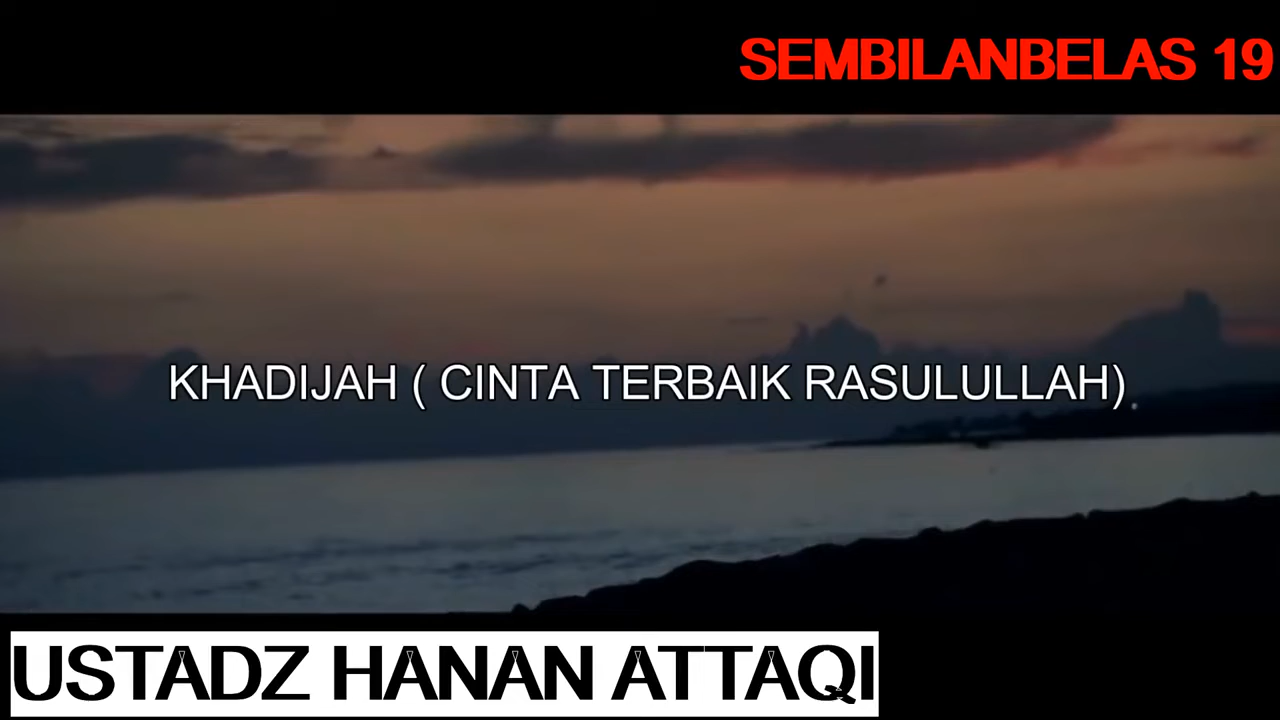 SEMBILANBELAS 19
KHADIJAH ( CINTA TERBAIK RASULULLAH)
USTADZ HANAN ATTAQI